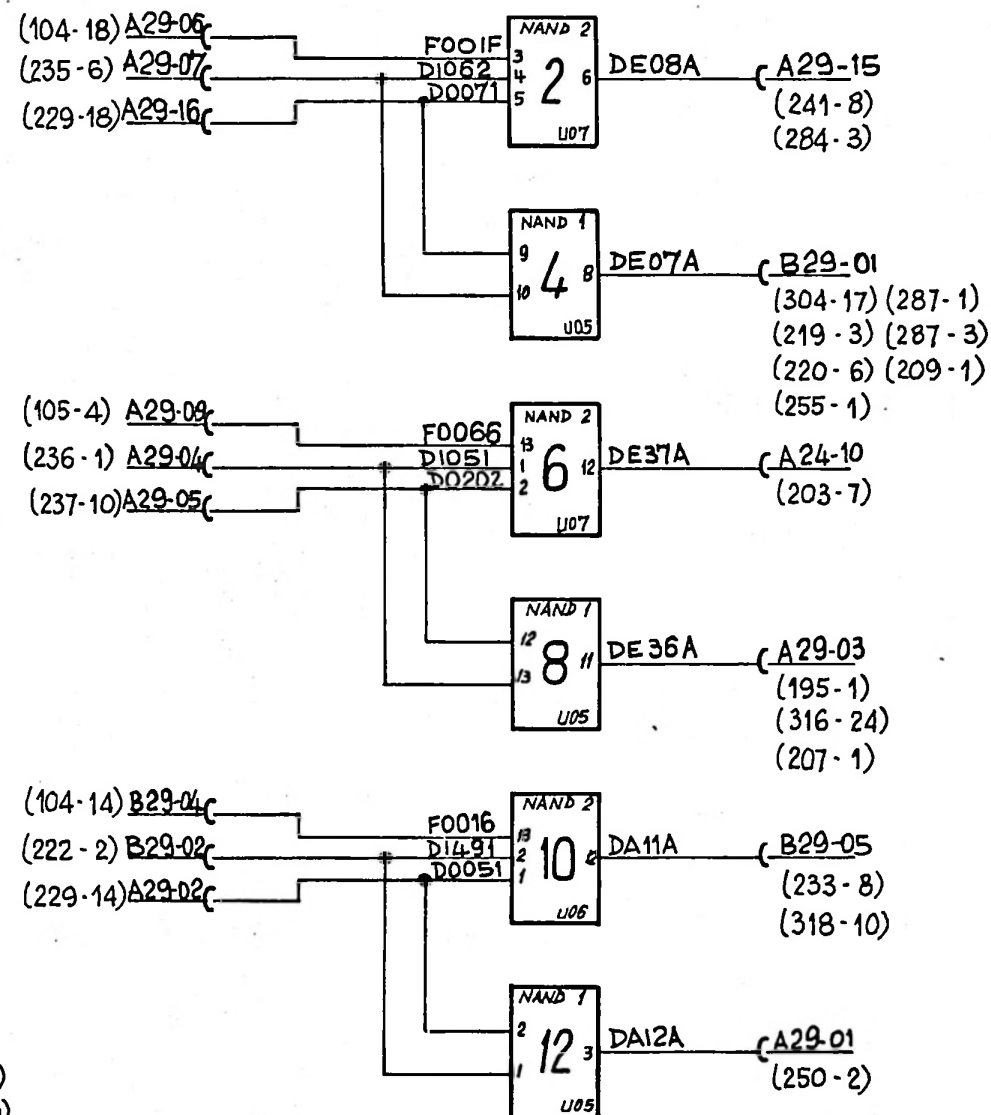 (104-18) A29-06 F001F NAND 2
(235-6) A29-07 D1062 3 4 5 2 6 DE08A A29-15
(229-18) A29-16 D0071 U07 (241-8)
(284-3)
NAND 1
9 10 4 8 DE07A B29-01
U05 (304-17) (287-1)
(219-3) (287-3)
(220-6) (209-1)
(255-1)
(105-4) A29-09 F0066 NAND 2
(236-1) A29-04 D1051 13 1 2 6 12 DE37A A24-10
(237-10) A29-05 D0202 U07 (203-7)
NAND 1
12 13 8 11 DE36A A29-03
U05 (195-1)
(316-24)
(207-1)
(104-14) B29-04 F0016 NAND 2
(222-2) B29-02 D1491 13 2 1 10 12 DA11A B29-05
(229-14) A29-02 D0051 U06 (233-8)
(318-10)
NAND 1
2 1 12 3 DA12A A29-01
U05 (250-2)